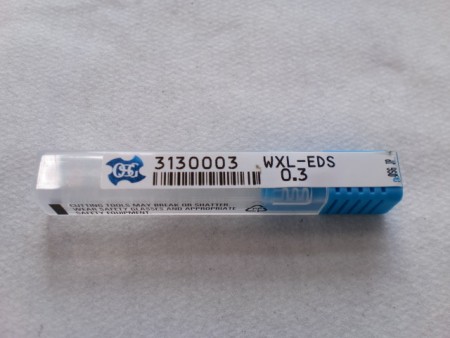 OSG 3130003 WXL-EDS
0.3
CUTTING TOOLS MAY BREAK OR SHATTER
WEAR SAFETY GLASSES AND APPROPRIATE
SAFETY EQUIPMENT
OSG